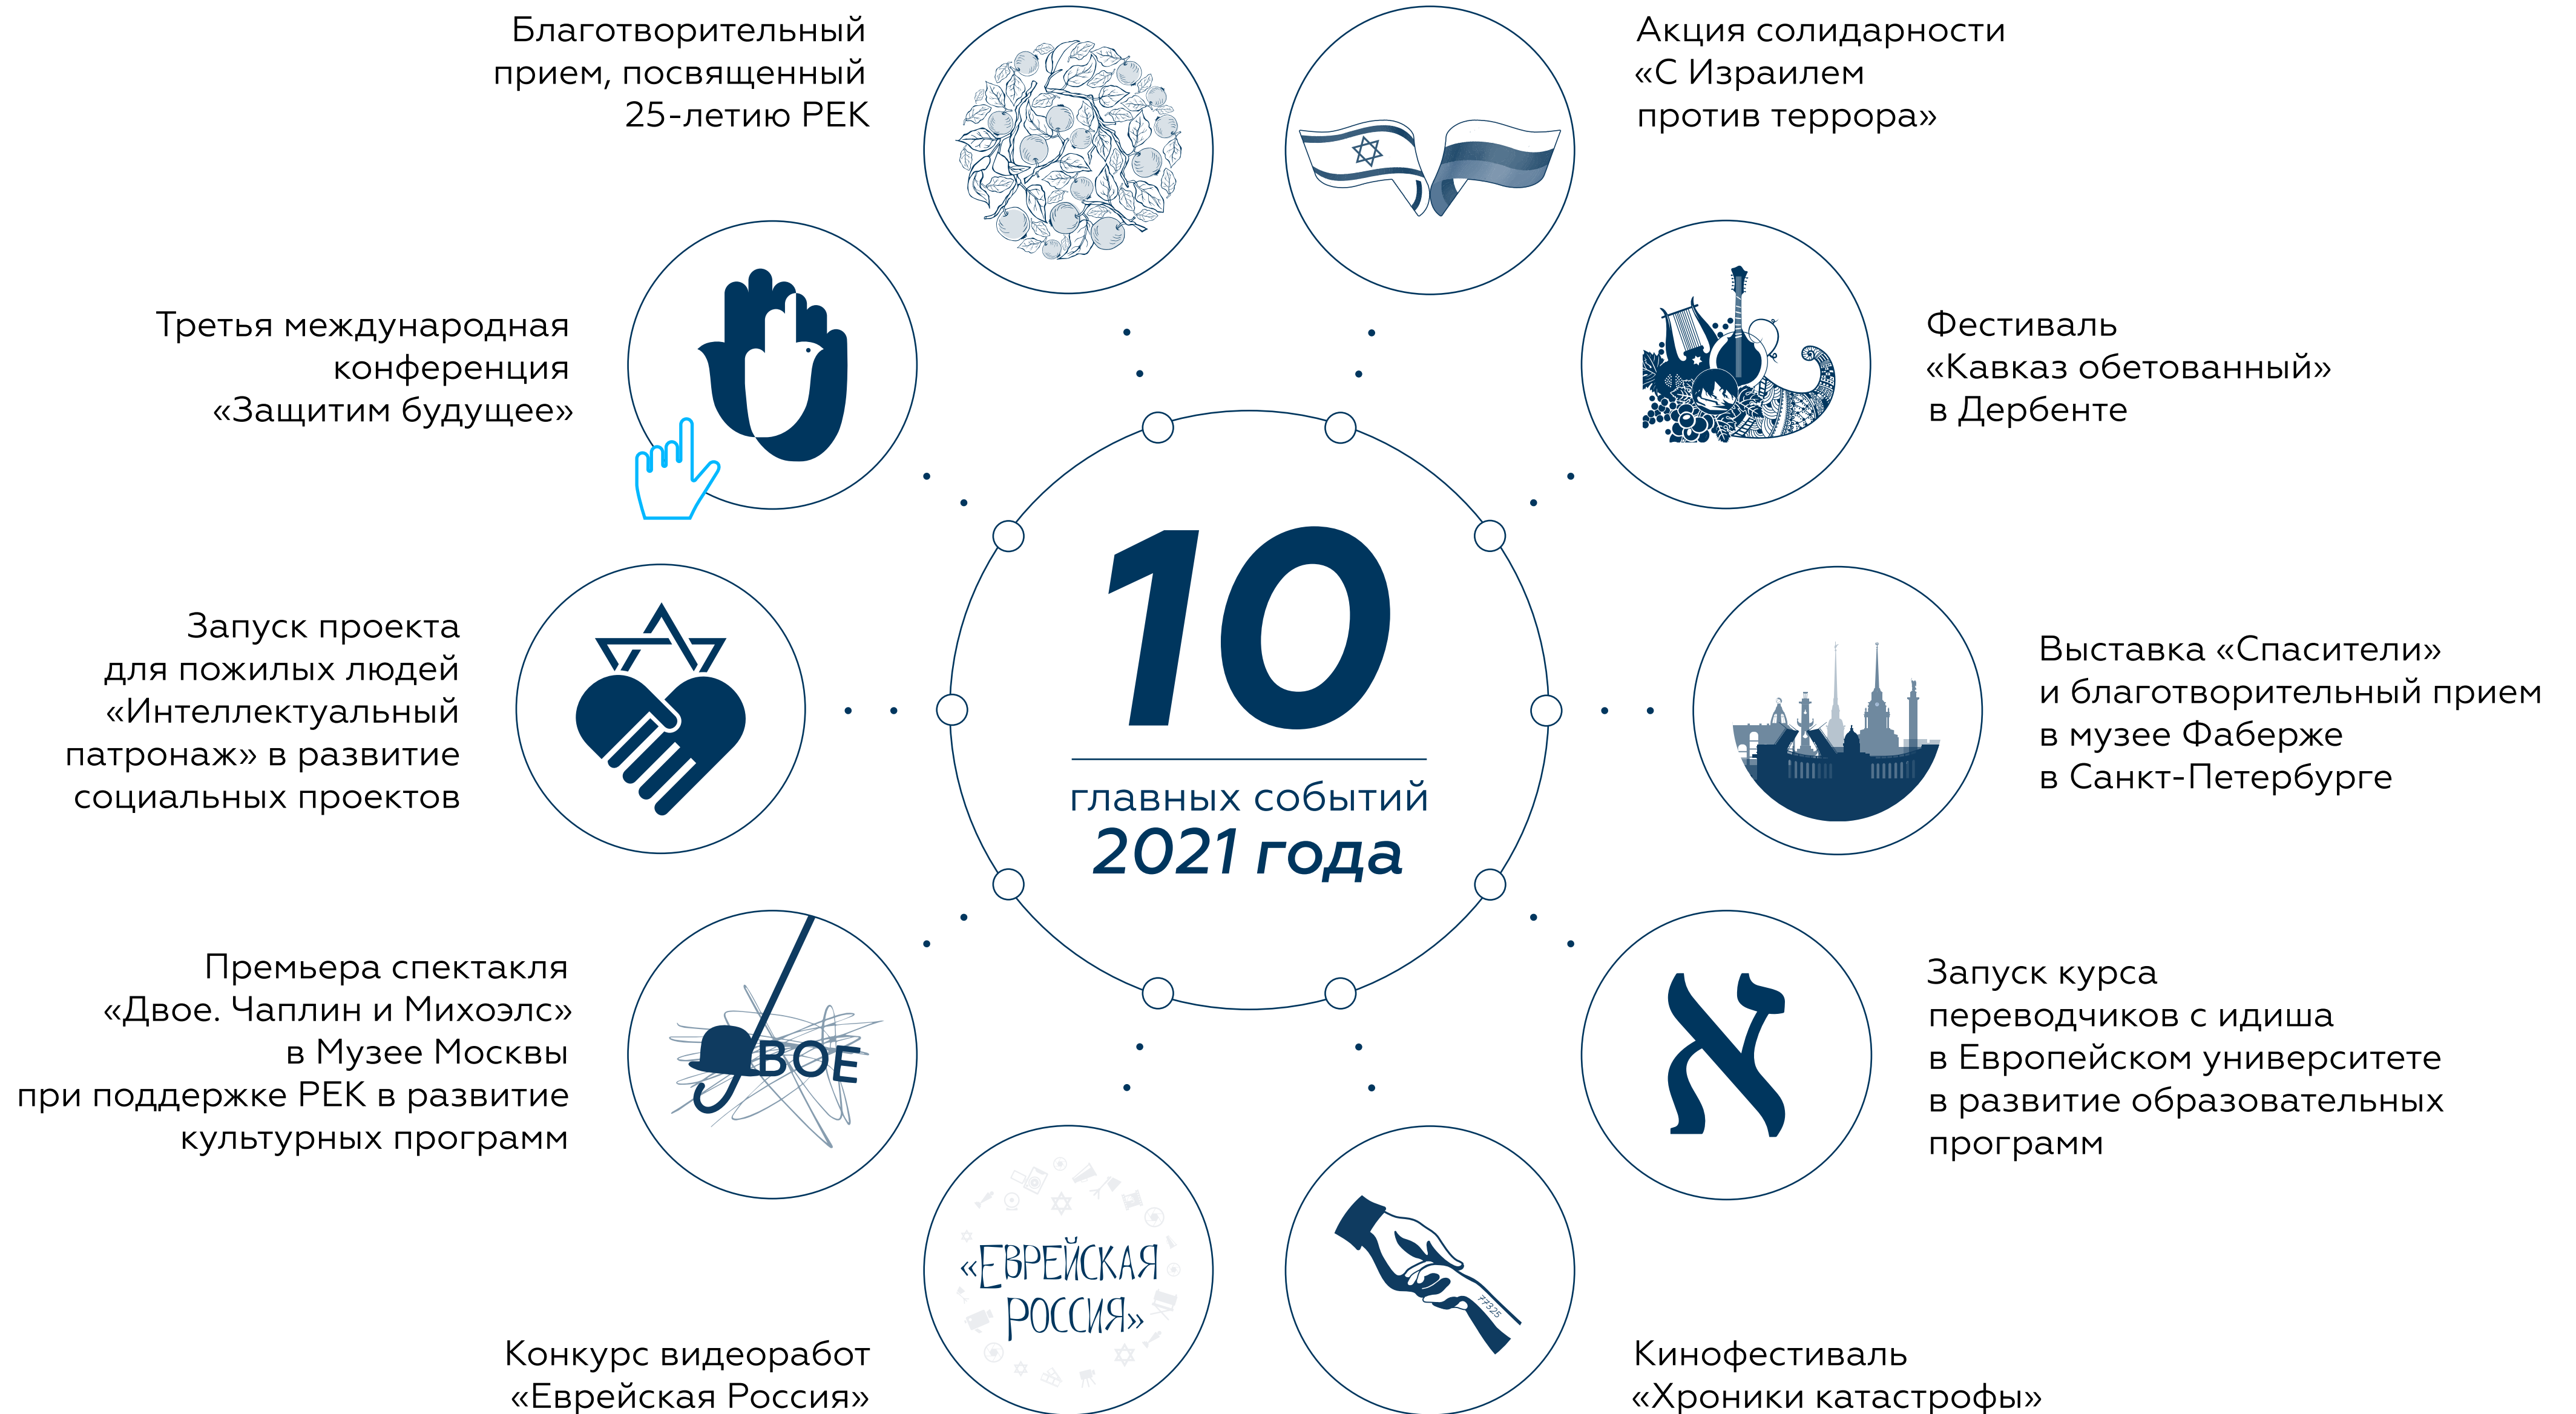 Благотворительный
прием, посвященный
25-летию РЕК
Акция солидарности
«С Израилем
против террора»
Третья международная
конференция
«Защитим будущее»
Фестиваль
«Кавказ обетованный»
в Дербенте
10
главных событий
2021 года
Запуск проекта
для пожилых людей
«Интеллектуальный
патронаж» в развитие
социальных проектов
Выставка «Спасители»
и благотворительный прием
в музее Фаберже
в Санкт-Петербурге
Премьера спектакля
«Двое. Чаплин и Михоэлс»
в Музее Москвы
при поддержке РЕК в развитие
культурных программ
ВОЕ
א
Запуск курса
переводчиков с идиша
в Европейском университете
в развитие образовательных
программ
«ЕВРЕЙСКАЯ
РОССИЯ»
Конкурс видеоработ
«Еврейская Россия»
77325
Кинофестиваль
«Хроники катастрофы»